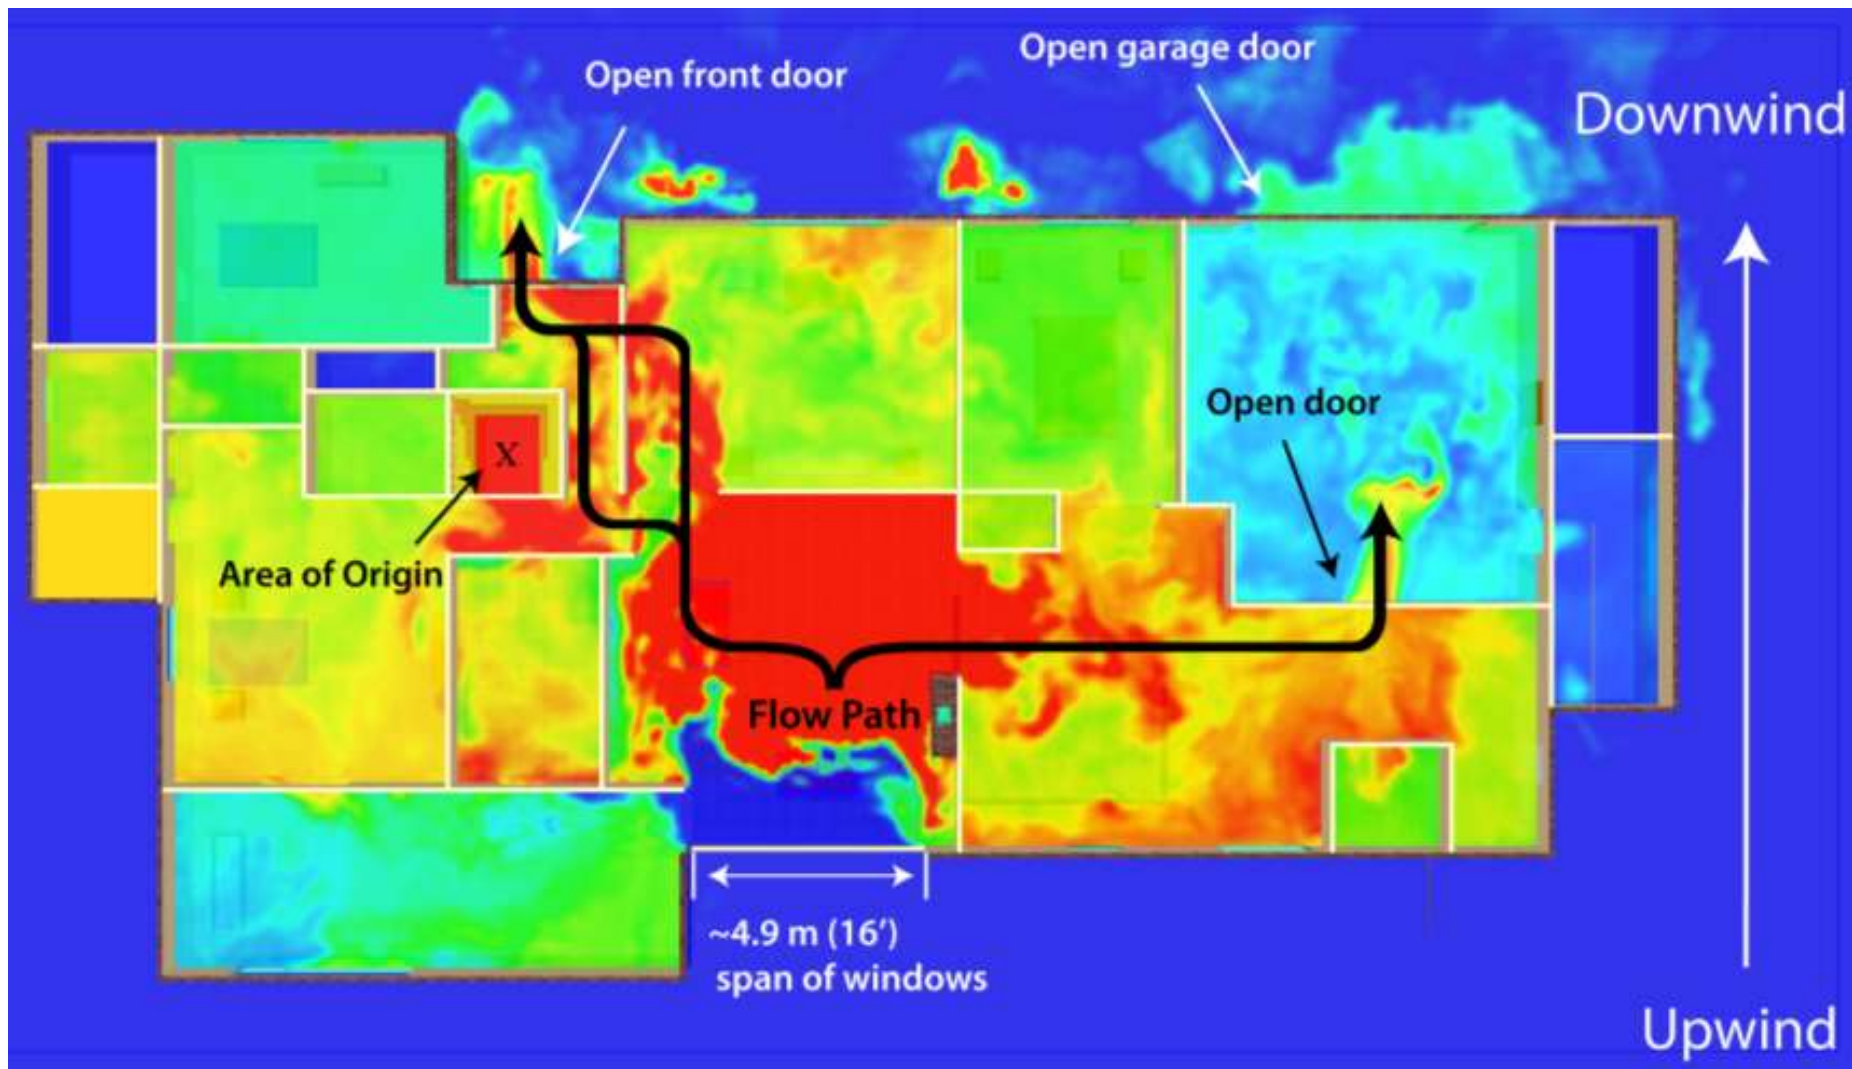 Open front door
Open garage door
Downwind
Open door
X
Area of Origin
Flow Path
~4.9 m (16’)
span of windows
Upwind